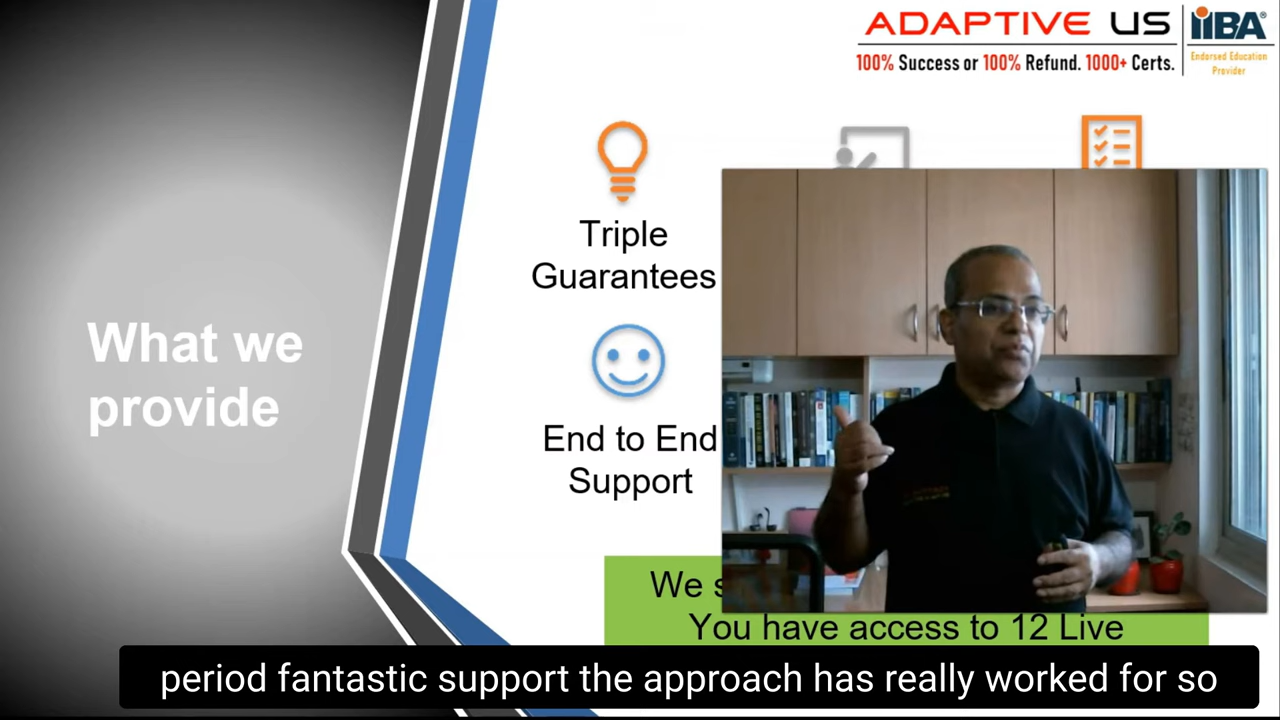 ADAPTIVE US
100% Success or 100% Refund. 1000+ Certs.
iiBA®
Endorsed Education
Provider
What we
provide
Triple
Guarantees
End to End
Support
We
You have access to 12 Live
period fantastic support the approach has really worked for so